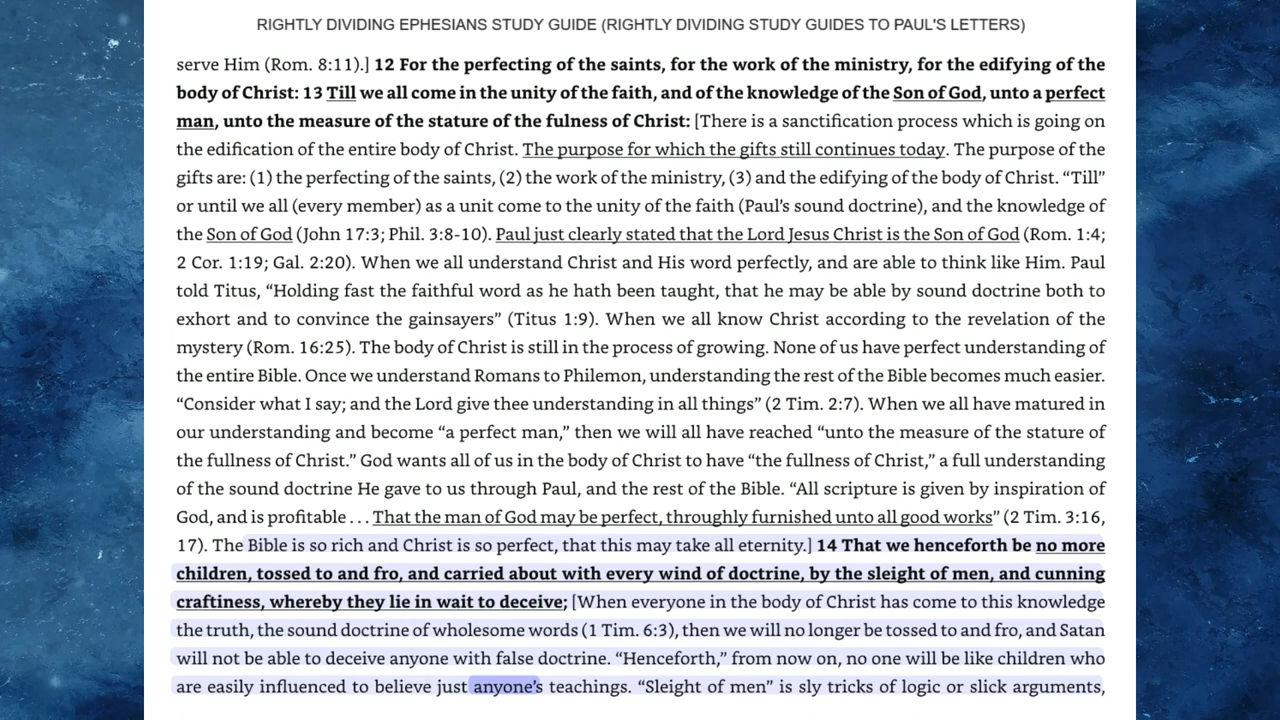 RIGHTLY DIVIDING EPHESIANS STUDY GUIDE (RIGHTLY DIVIDING STUDY GUIDES TO PAUL'S LETTERS)
serve Him (Rom. 8:11).] 12 For the perfecting of the saints, for the work of the ministry, for the edifying of the
body of Christ: 13 Till we all come in the unity of the faith, and of the knowledge of the Son of God, unto a perfect
man, unto the measure of the stature of the fulness of Christ: [There is a sanctification process which is going on
the edification of the entire body of Christ. The purpose for which the gifts still continues today. The purpose of the
gifts are: (1) the perfecting of the saints, (2) the work of the ministry, (3) and the edifying of the body of Christ. “Till”
or until we all (every member) as a unit come to the unity of the faith (Paul’s sound doctrine), and the knowledge of
the Son of God (John 17:3; Phil. 3:8-10). Paul just clearly stated that the Lord Jesus Christ is the Son of God (Rom. 1:4;
2 Cor. 1:19; Gal. 2:20). When we all understand Christ and His word perfectly, and are able to think like Him. Paul
told Titus, “Holding fast the faithful word as he hath been taught, that he may be able by sound doctrine both to
exhort and to convince the gainsayers” (Titus 1:9). When we all know Christ according to the revelation of the
mystery (Rom. 16:25). The body of Christ is still in the process of growing. None of us have perfect understanding of
the entire Bible. Once we understand Romans to Philemon, understanding the rest of the Bible becomes much easier.
“Consider what I say; and the Lord give thee understanding in all things” (2 Tim. 2:7). When we all have matured in
our understanding and become “a perfect man,” then we will all have reached “unto the measure of the stature of
the fullness of Christ.” God wants all of us in the body of Christ to have “the fullness of Christ,” a full understanding
of the sound doctrine He gave to us through Paul, and the rest of the Bible. “All scripture is given by inspiration of
God, and is profitable . . . That the man of God may be perfect, throughly furnished unto all good works” (2 Tim. 3:16,
17). The Bible is so rich and Christ is so perfect, that this may take all eternity.] 14 That we henceforth be no more
children, tossed to and fro, and carried about with every wind of doctrine, by the sleight of men, and cunning
craftiness, whereby they lie in wait to deceive; [When everyone in the body of Christ has come to this knowledge
the truth, the sound doctrine of wholesome words (1 Tim. 6:3), then we will no longer be tossed to and fro, and Satan
will not be able to deceive anyone with false doctrine. “Henceforth,” from now on, no one will be like children who
are easily influenced to believe just anyone’s teachings. “Sleight of men” is sly tricks of logic or slick arguments,